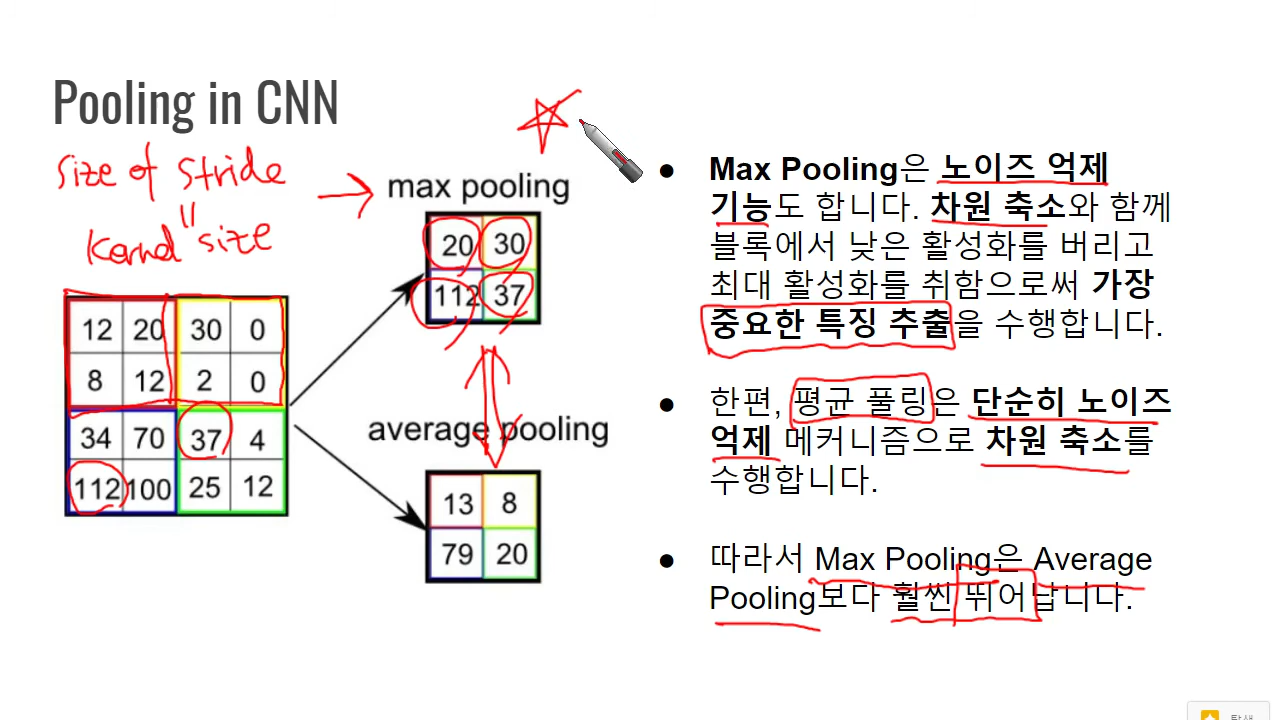 Pooling in CNN
size of stride
=
kernel size
max pooling
20 30
112 37
12 20 30 0
8 12 2 0
34 70 37 4
112 100 25 12
average pooling
13 8
79 20
● Max Pooling은 노이즈 억제
기능도 합니다. 차원 축소와 함께
블록에서 낮은 활성화를 버리고
최대 활성화를 취함으로써 가장
중요한 특징 추출을 수행합니다.
● 한편, 평균 풀링은 단순히 노이즈
억제 메커니즘으로 차원 축소를
수행합니다.
● 따라서 Max Pooling은 Average
Pooling보다 훨씬 뛰어납니다.
탐색